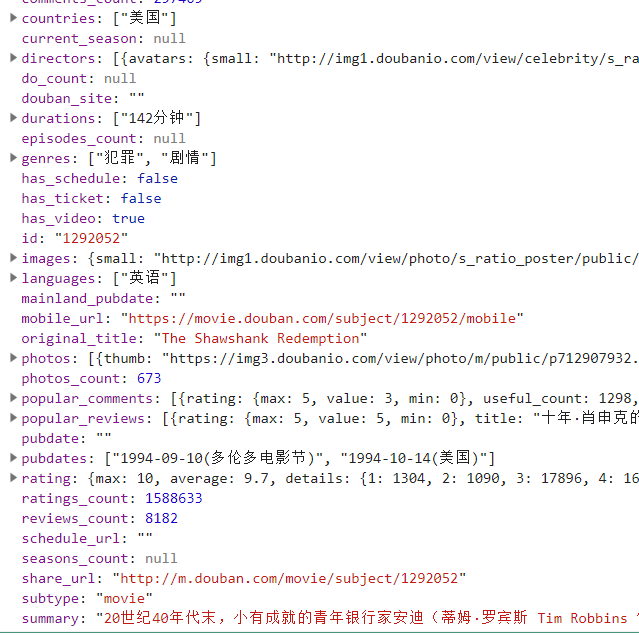 countries: ["美国"]
current_season: null
directors: [{avatars: {small: "http://img1.doubanio.com/view/celebrity/s_ra
do_count: null
douban_site: ""
durations: ["142分钟"]
episodes_count: null
genres: ["犯罪", "剧情"]
has_schedule: false
has_ticket: false
has_video: true
id: "1292052"
images: {small: "http://img1.doubanio.com/view/photo/s_ratio_poster/public/
languages: ["英语"]
mainland_pubdate: ""
mobile_url: "https://movie.douban.com/subject/1292052/mobile"
original_title: "The Shawshank Redemption"
photos: [{thumb: "https://img3.doubanio.com/view/photo/m/public/p712907932.
photos_count: 673
popular_comments: [{rating: {max: 5, value: 3, min: 0}, useful_count: 1298,
popular_reviews: [{rating: {max: 5, value: 5, min: 0}, title: "十年·肖申克的
pubdate: ""
pubdates: ["1994-09-10(多伦多电影节)", "1994-10-14(美国)"]
rating: {max: 10, average: 9.7, details: {1: 1304, 2: 1090, 3: 17896, 4: 16
ratings_count: 1588633
reviews_count: 8182
schedule_url: ""
seasons_count: null
share_url: "http://m.douban.com/movie/subject/1292052"
subtype: "movie"
summary: "20世纪40年代末，小有成就的青年银行家安迪（蒂姆·罗宾斯 Tim Robbins